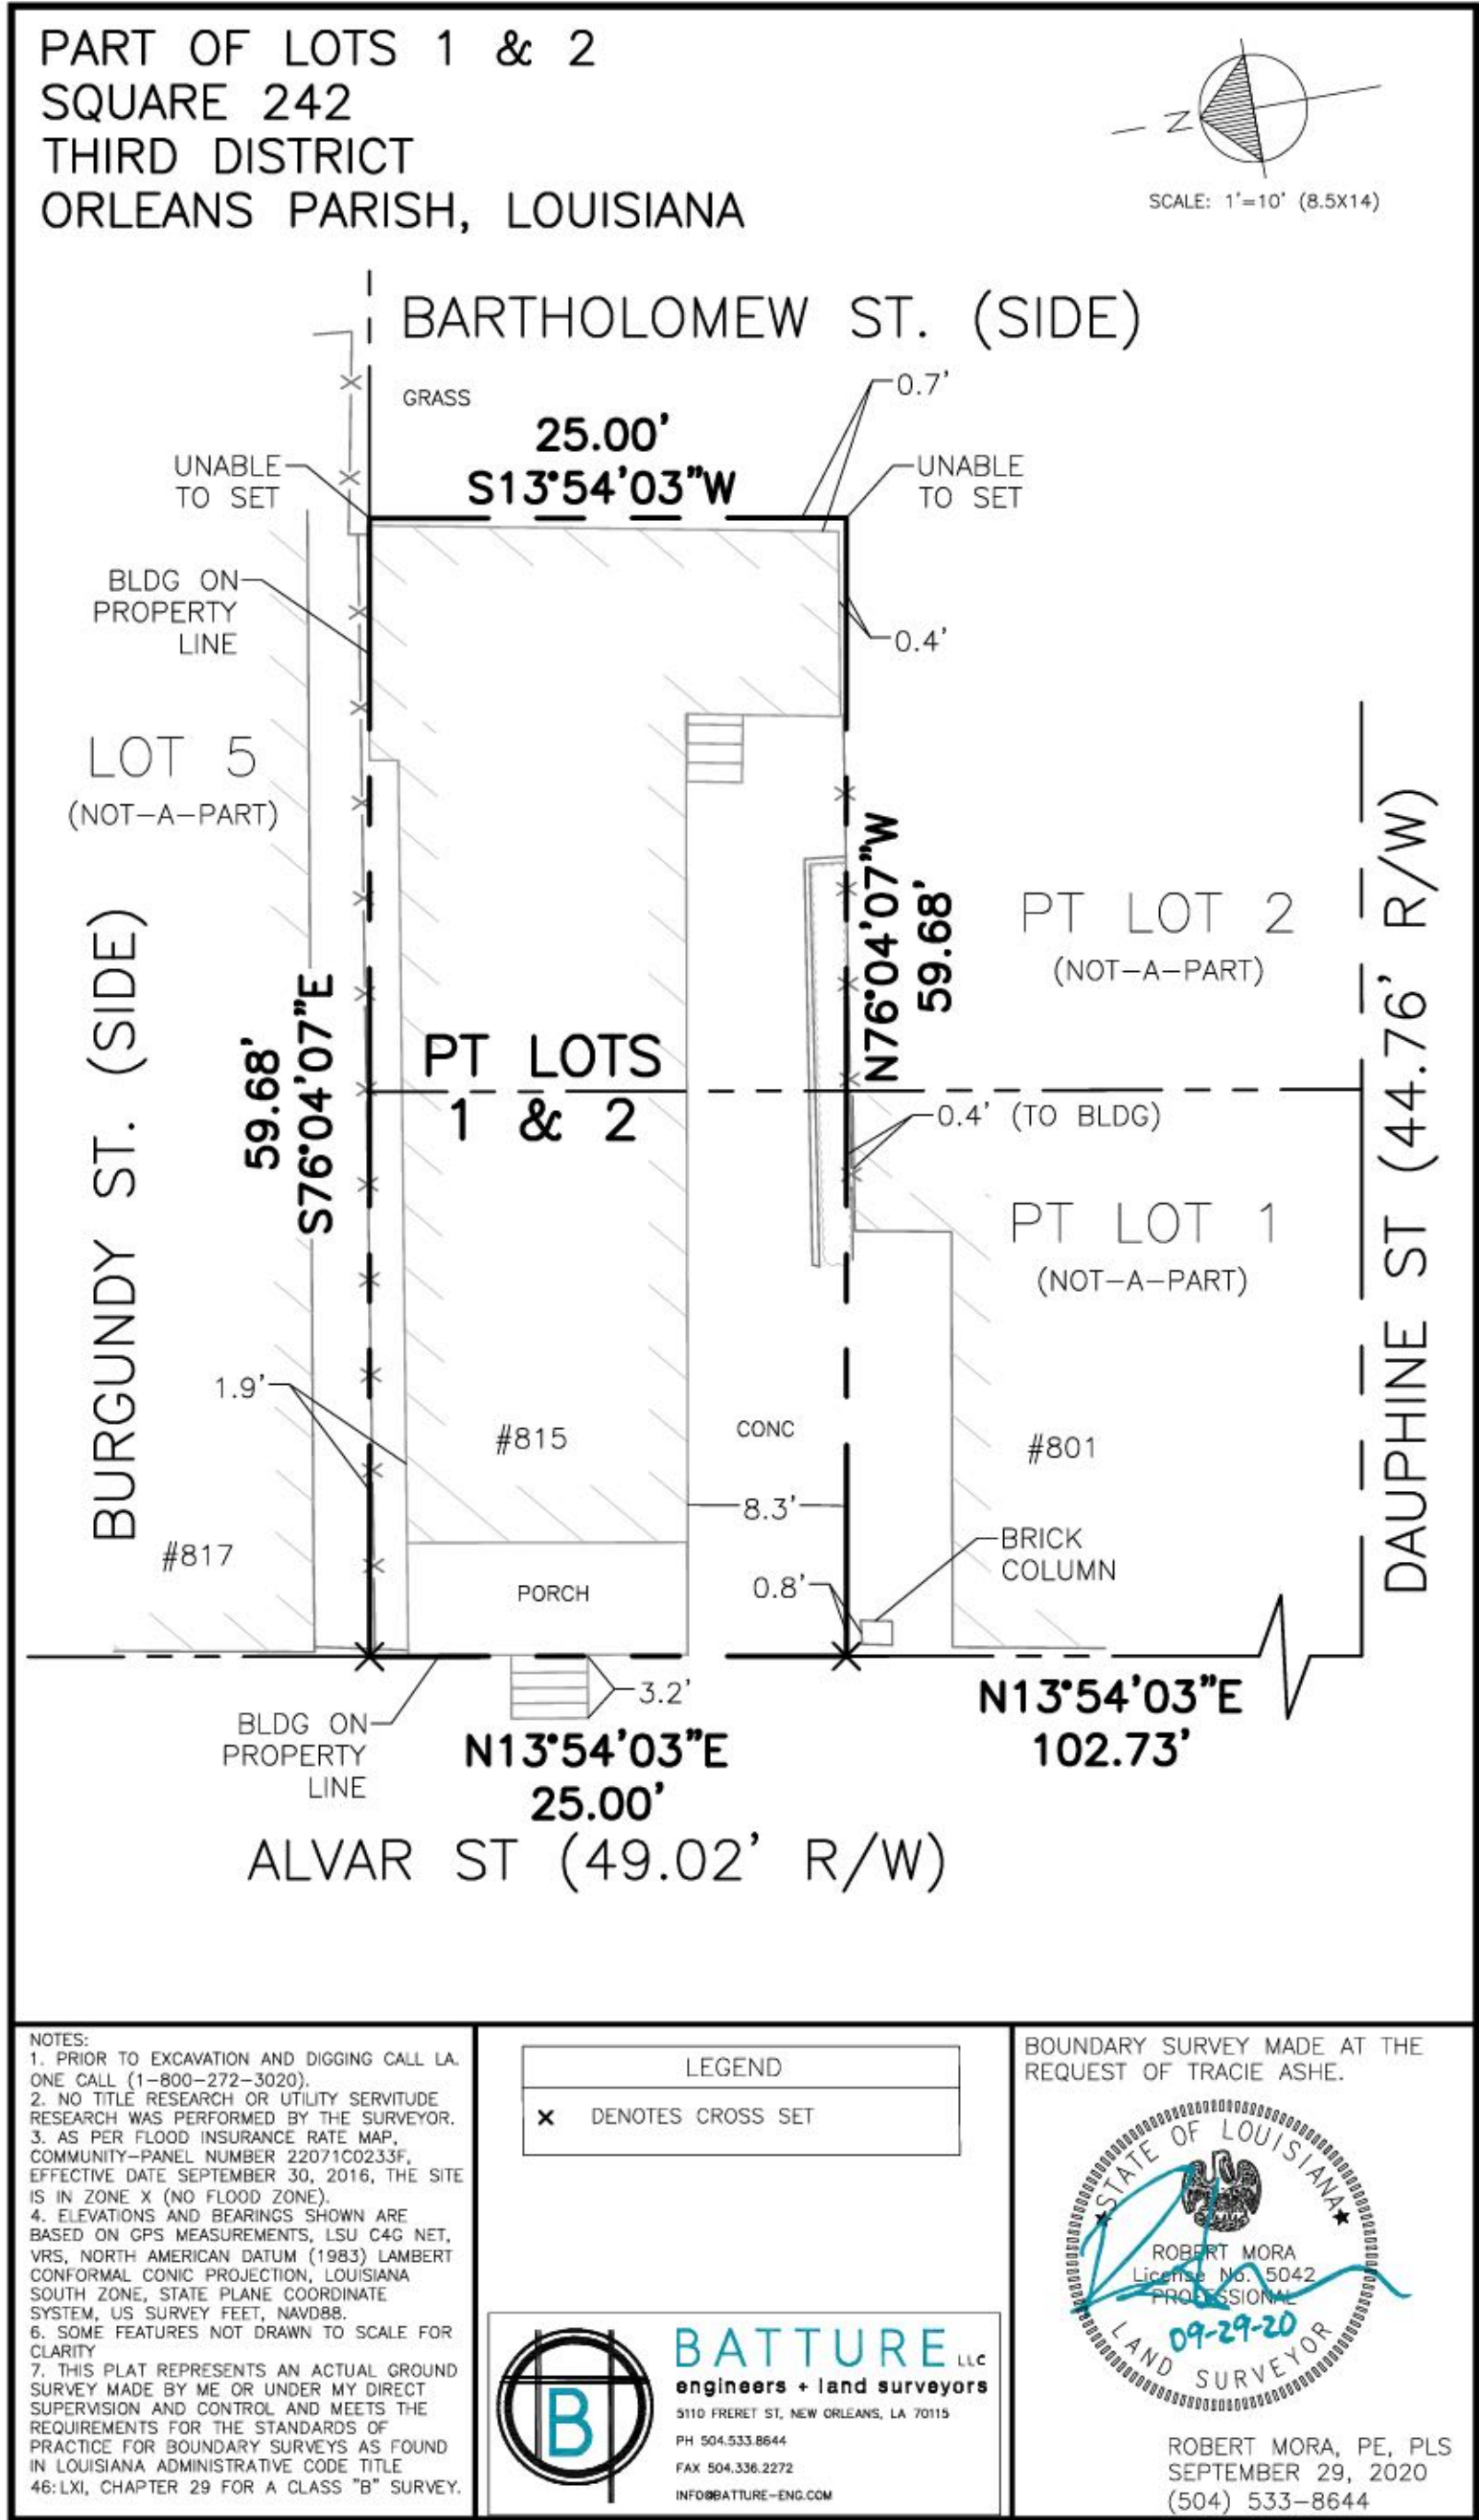 PART OF LOTS 1 & 2
SQUARE 242
THIRD DISTRICT
ORLEANS PARISH, LOUISIANA
N
SCALE: 1'=10' (8.5X14)
BARTHOLOMEW ST. (SIDE)
GRASS
0.7'
25.00'
S13°54'03"W
UNABLE
TO SET
UNABLE
TO SET
BLDG ON
PROPERTY
LINE
0.4'
LOT 5
(NOT-A-PART)
BURGUNDY ST. (SIDE)
59.68'
S76°04'07"E
PT LOTS
1 & 2
N76°04'07"W
59.68'
PT LOT 2
(NOT-A-PART)
0.4' (TO BLDG)
PT LOT 1
(NOT-A-PART)
DAUPHINE ST (44.76' R/W)
1.9'
#815
CONC
#801
8.3'
#817
PORCH
0.8'
BRICK
COLUMN
3.2'
BLDG ON
PROPERTY
LINE
N13°54'03"E
25.00'
N13°54'03"E
102.73'
ALVAR ST (49.02' R/W)
NOTES:
1. PRIOR TO EXCAVATION AND DIGGING CALL LA.
ONE CALL (1-800-272-3020).
2. NO TITLE RESEARCH OR UTILITY SERVITUDE
RESEARCH WAS PERFORMED BY THE SURVEYOR.
3. AS PER FLOOD INSURANCE RATE MAP,
COMMUNITY-PANEL NUMBER 22071C0233F,
EFFECTIVE DATE SEPTEMBER 30, 2016, THE SITE
IS IN ZONE X (NO FLOOD ZONE).
4. ELEVATIONS AND BEARINGS SHOWN ARE
BASED ON GPS MEASUREMENTS, LSU C4G NET,
VRS, NORTH AMERICAN DATUM (1983) LAMBERT
CONFORMAL CONIC PROJECTION, LOUISIANA
SOUTH ZONE, STATE PLANE COORDINATE
SYSTEM, US SURVEY FEET, NAVD88.
6. SOME FEATURES NOT DRAWN TO SCALE FOR
CLARITY
7. THIS PLAT REPRESENTS AN ACTUAL GROUND
SURVEY MADE BY ME OR UNDER MY DIRECT
SUPERVISION AND CONTROL AND MEETS THE
REQUIREMENTS FOR THE STANDARDS OF
PRACTICE FOR BOUNDARY SURVEYS AS FOUND
IN LOUISIANA ADMINISTRATIVE CODE TITLE
46:LXI, CHAPTER 29 FOR A CLASS "B" SURVEY.
LEGEND
× DENOTES CROSS SET
B
BATTURE LLC
engineers + land surveyors
5110 FRERET ST, NEW ORLEANS, LA 70115
PH 504.533.8644
FAX 504.336.2272
INFO@BATTURE-ENG.COM
BOUNDARY SURVEY MADE AT THE
REQUEST OF TRACIE ASHE.
STATE OF LOUISIANA
ROBERT MORA
License No. 5042
PROFESSIONAL
09-29-20
LAND SURVEYOR
ROBERT MORA, PE, PLS
SEPTEMBER 29, 2020
(504) 533-8644